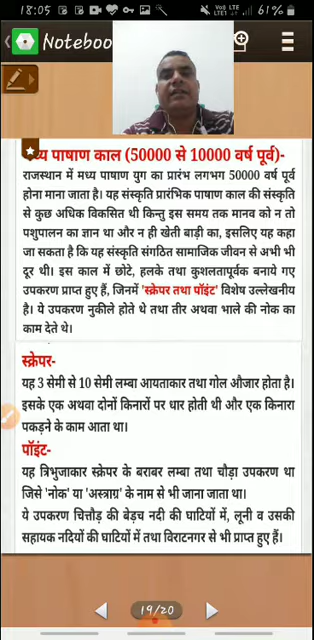 18:05
VoD LTE
LTE1
61%
Noteboo
मध्य पाषाण काल (50000 से 10000 वर्ष पूर्व)-
राजस्थान में मध्य पाषाण युग का प्रारंभ लगभग 50000 वर्ष पूर्व
होना माना जाता है। यह संस्कृति प्रारंभिक पाषाण काल की संस्कृति
से कुछ अधिक विकसित थी किन्तु इस समय तक मानव को न तो
पशुपालन का ज्ञान था और न ही खेती बाड़ी का, इसलिए यह कहा
जा सकता है कि यह संस्कृति संगठित सामाजिक जीवन से अभी भी
दूर थी। इस काल में छोटे, हलके तथा कुशलतापूर्वक बनाये गए
उपकरण प्राप्त हुए हैं, जिनमें 'स्क्रेपर तथा पॉइंट' विशेष उल्लेखनीय
है। ये उपकरण नुकीले होते थे तथा तीर अथवा भाले की नोक का
काम देते थे।
स्क्रेपर-
यह 3 सेमी से 10 सेमी लम्बा आयताकार तथा गोल औजार होता है।
इसके एक अथवा दोनों किनारों पर धार होती थी और एक किनारा
पकड़ने के काम आता था।
पॉइंट-
यह त्रिभुजाकार स्क्रेपर के बराबर लम्बा तथा चौड़ा उपकरण था
जिसे 'नोक' या 'अस्त्राग्र' के नाम से भी जाना जाता था।
ये उपकरण चित्तौड़ की बेड़च नदी की घाटियों में, लूनी व उसकी
सहायक नदियों की घाटियों में तथा विराटनगर से भी प्राप्त हुए हैं।
19/20